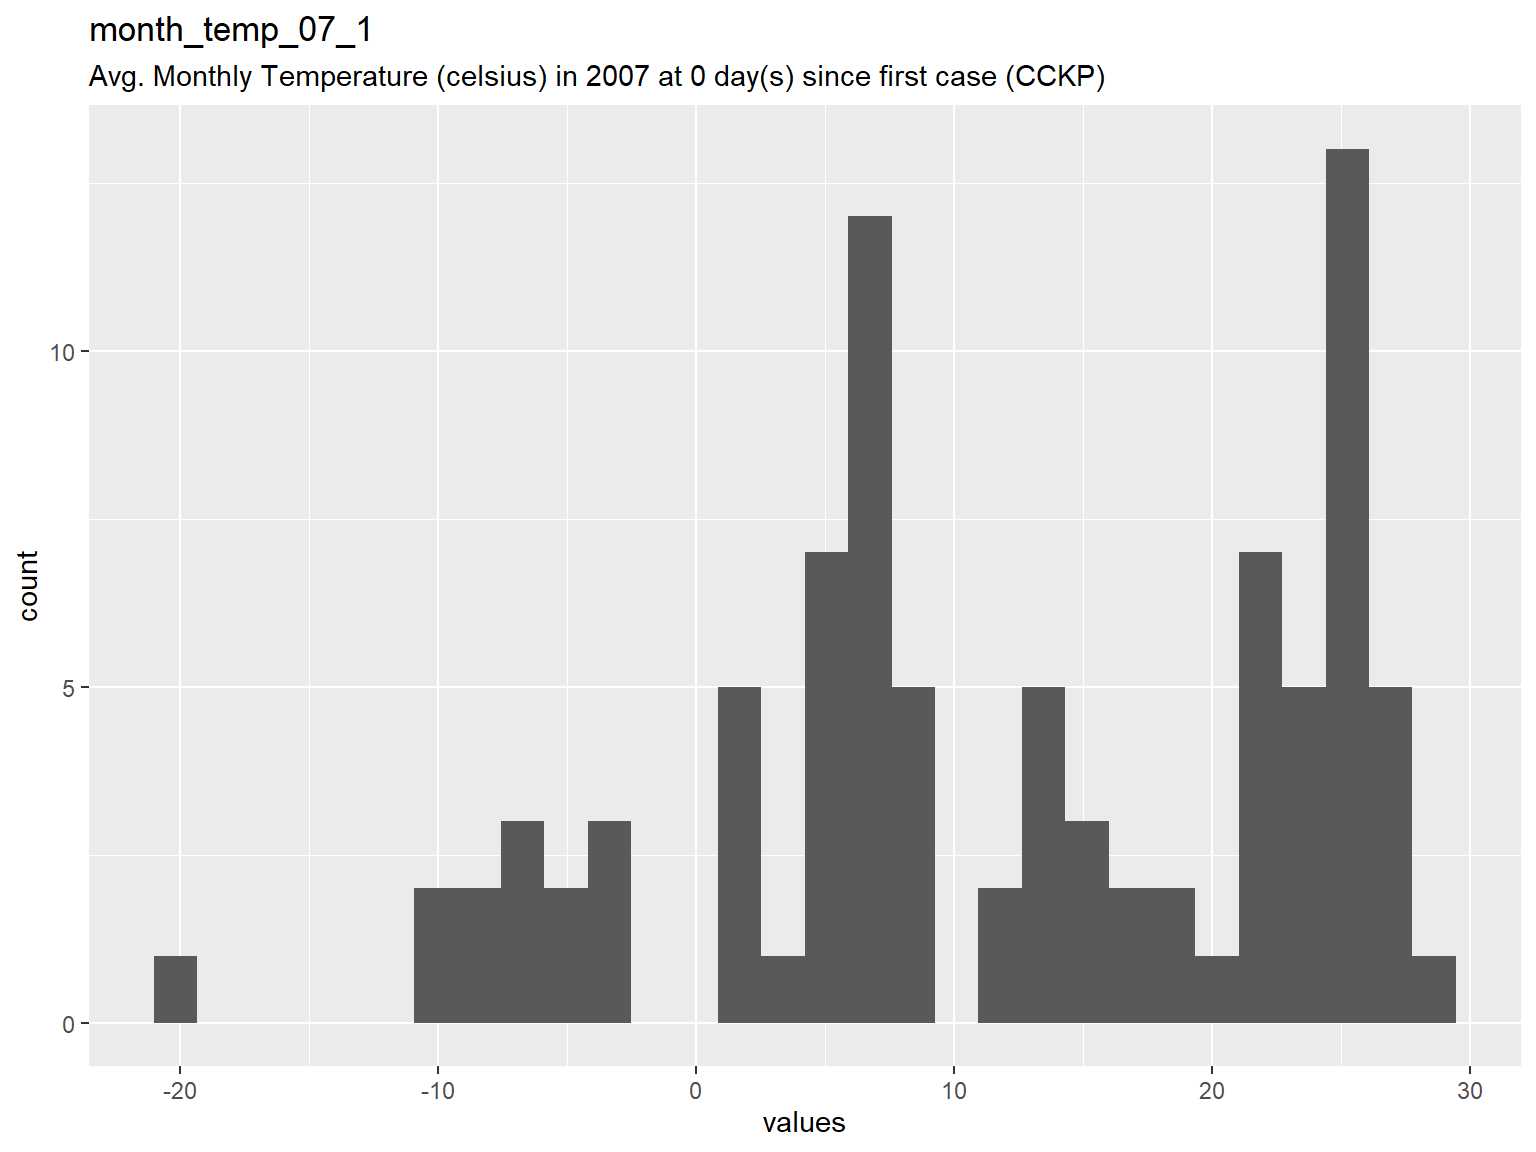 month_temp_07_1
Avg. Monthly Temperature (celsius) in 2007 at 0 day(s) since first case (CCKP)
10
5
0
count
-20 -10 0 10 20 30
values